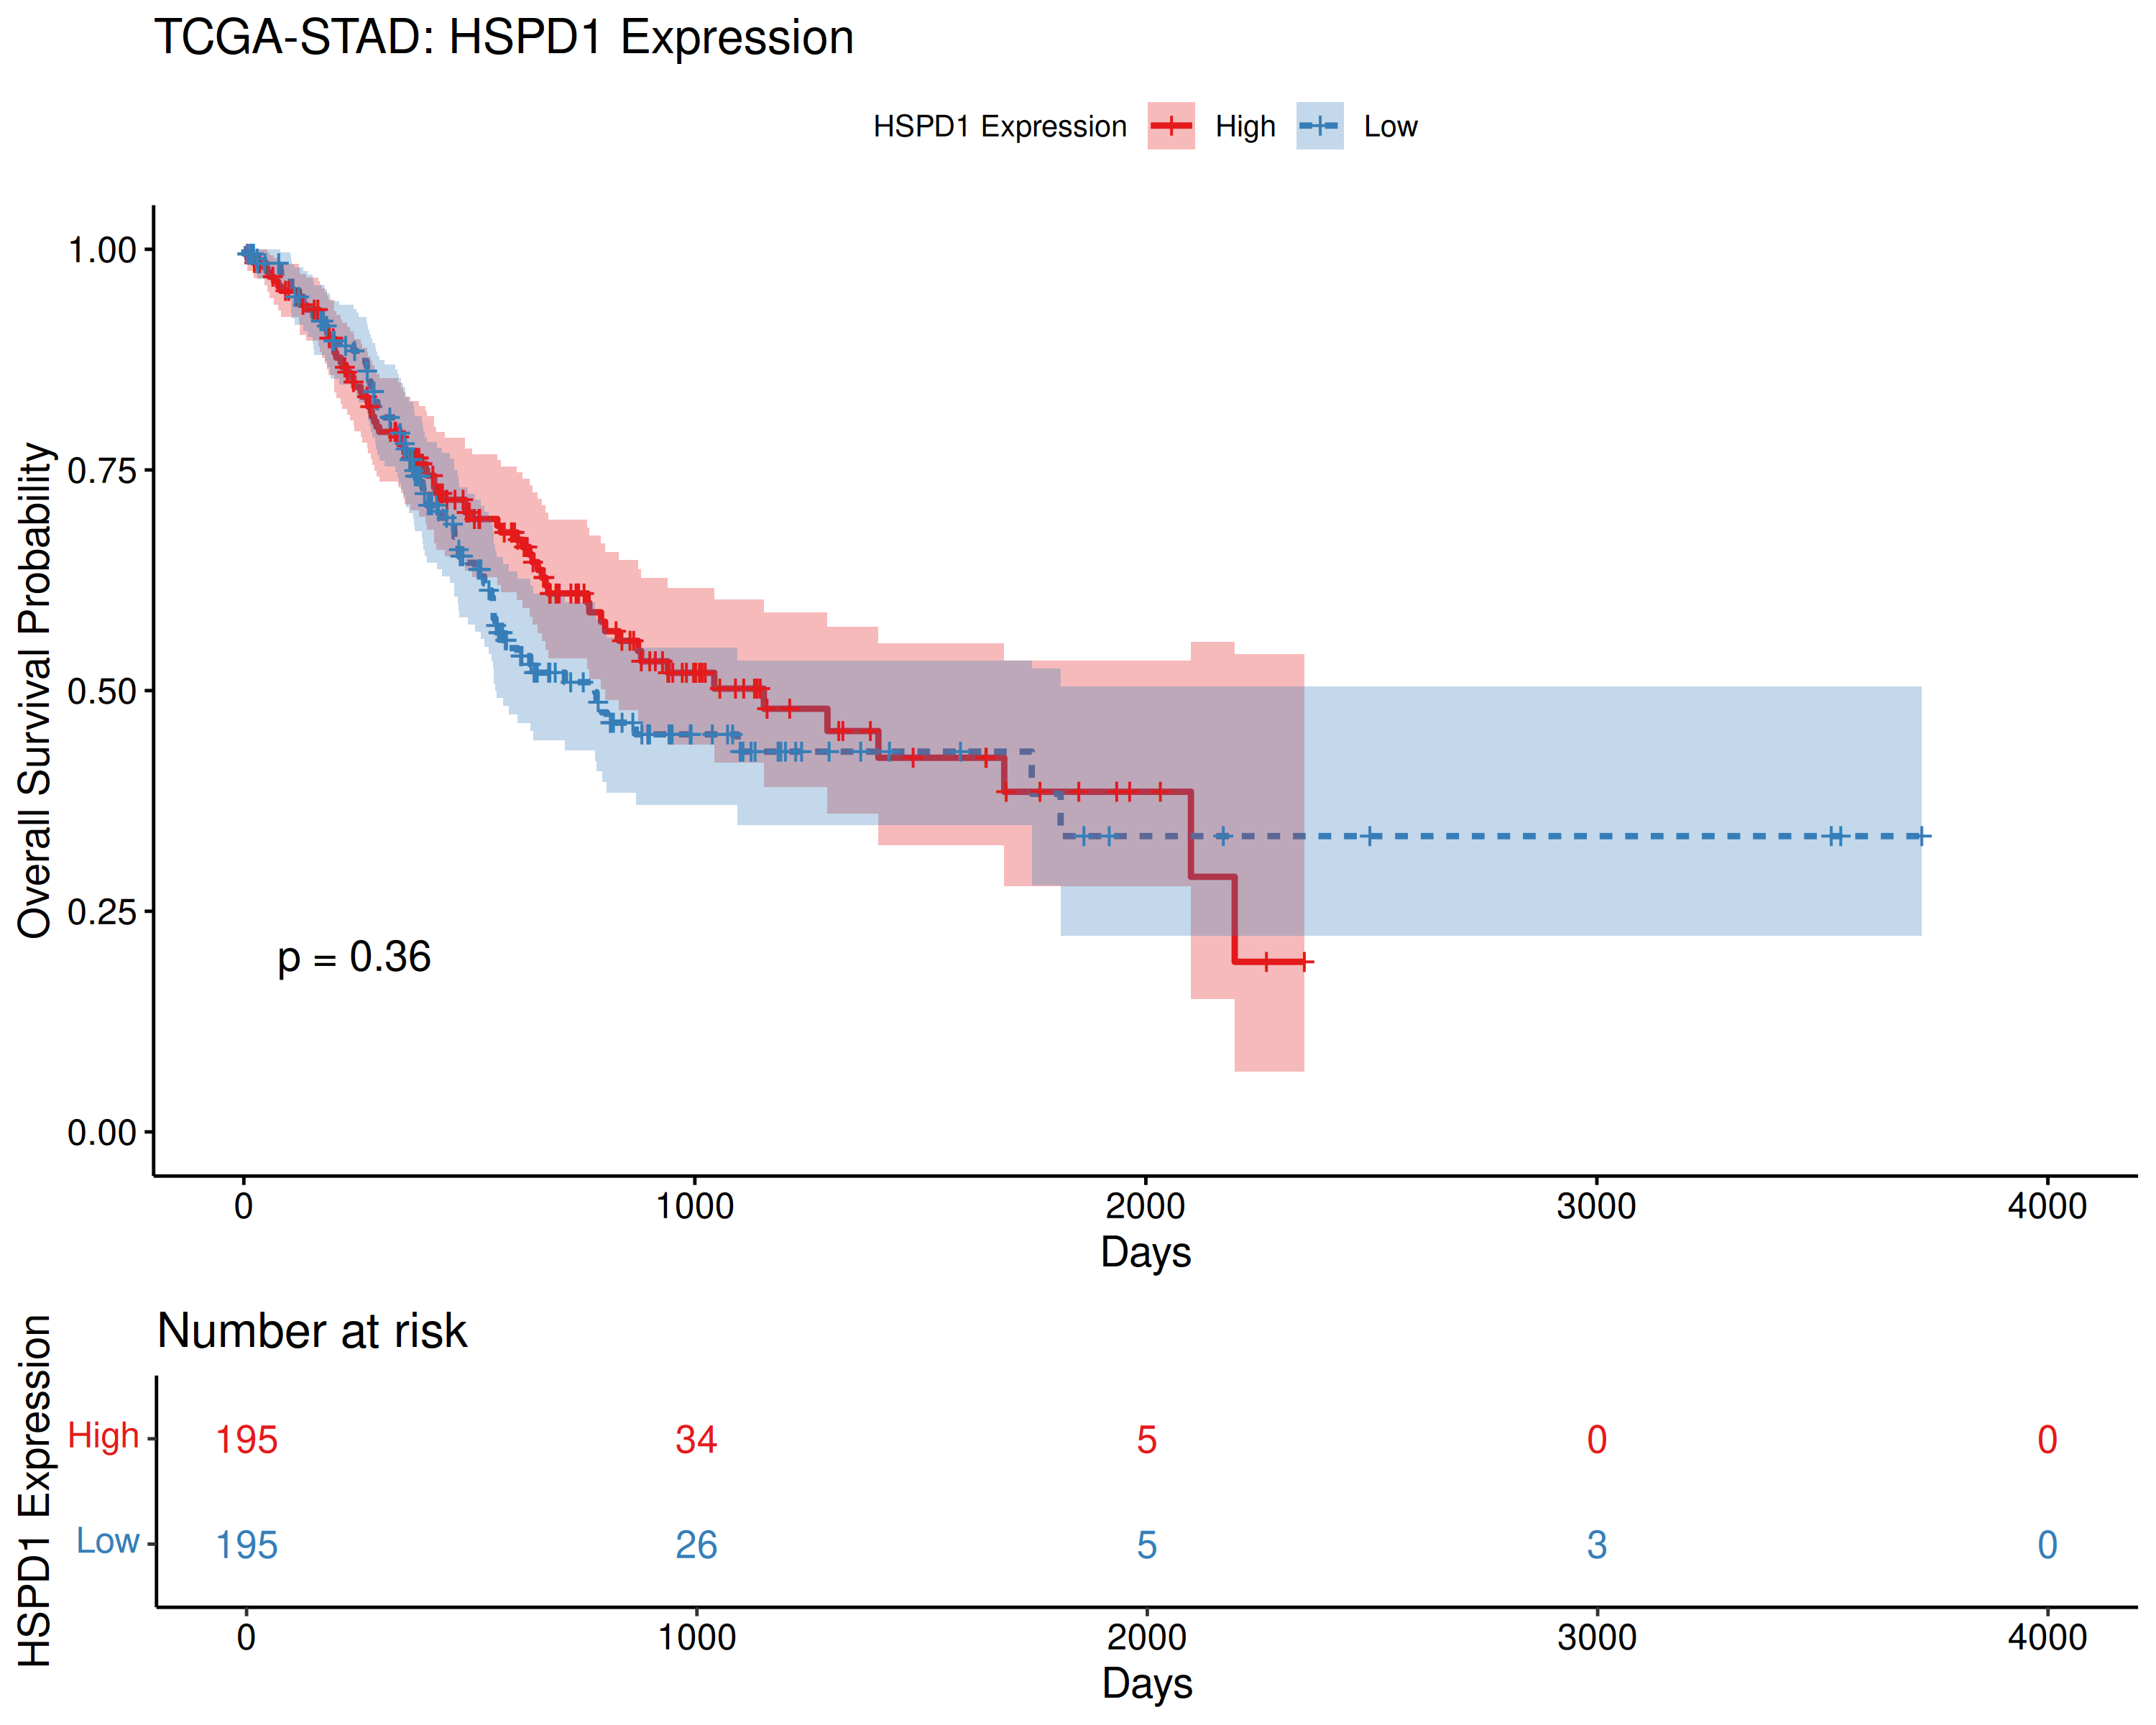 TCGA-STAD: HSPD1 Expression
HSPD1 Expression High Low
Overall Survival Probability
1.00
0.75
0.50
0.25
0.00
p = 0.36
0 1000 2000 3000 4000
Days
Number at risk
HSPD1 Expression
High 195 34 5 0 0
Low 195 26 5 3 0
0 1000 2000 3000 4000
Days